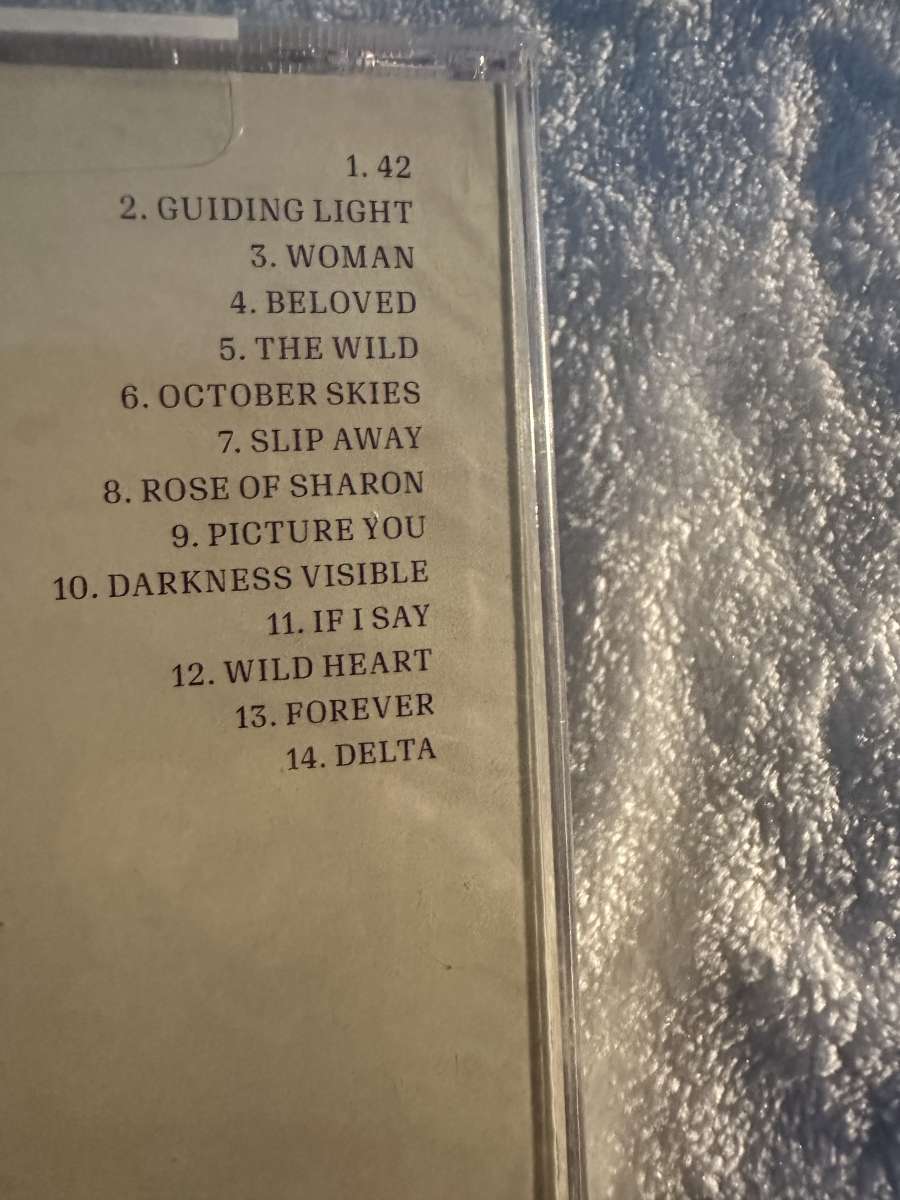 1. 42
2. GUIDING LIGHT
3. WOMAN
4. BELOVED
5. THE WILD
6. OCTOBER SKIES
7. SLIP AWAY
8. ROSE OF SHARON
9. PICTURE YOU
10. DARKNESS VISIBLE
11. IF I SAY
12. WILD HEART
13. FOREVER
14. DELTA